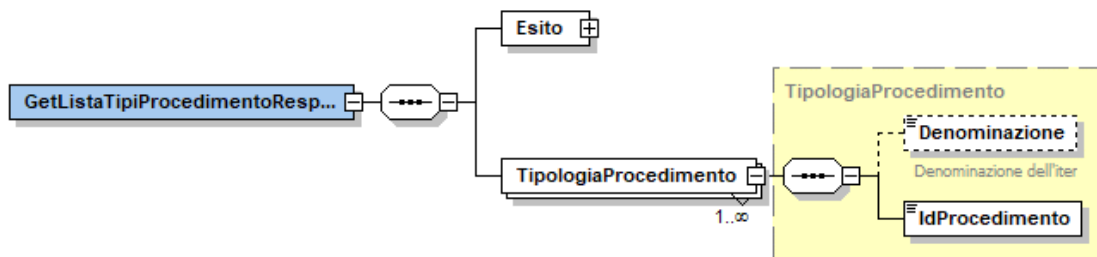 Esito
GetListaTipiProcedimentoResp...
TipologiaProcedimento
Denominazione
Denominazione dell'iter
TipologiaProcedimento
1..∞
IdProcedimento